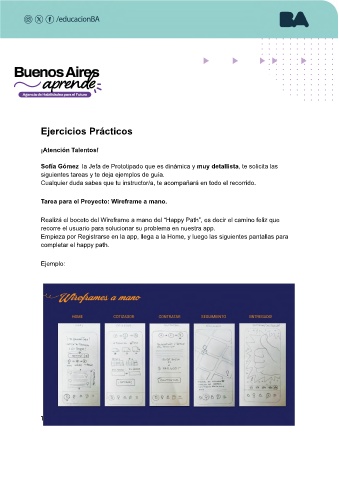 /educacionBA
BA
Buenos Aires
aprende
Agencia de Habilidades para el Futuro
Ejercicios Prácticos
¡Atención Talentos!
Sofía Gómez la Jefa de Prototipado que es dinámica y muy detallista, te solicita las
siguientes tareas y te deja ejemplos de guía.
Cualquier duda sabes que tu instructor/a, te acompañará en todo el recorrido.
Tarea para el Proyecto: Wireframe a mano.
Realizá el boceto del Wireframe a mano del "Happy Path", es decir el camino feliz que
recorre el usuario para solucionar su problema en nuestra app.
Empieza por Registrarse en la app, llega a la Home, y luego las siguientes pantallas para
completar el happy path.
Ejemplo:
Wireframes a mano
HOME COTIZADOR CONTRATAR SEGUIMIENTO ENTREGADO